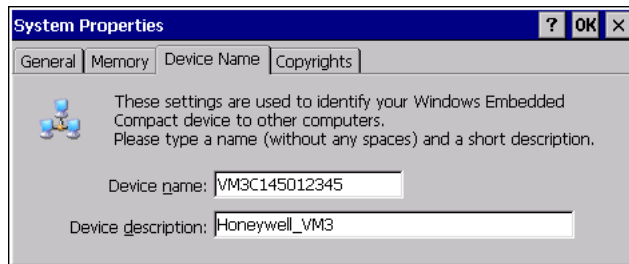 System Properties ? OK ×
General Memory Device Name Copyrights
These settings are used to identify your Windows Embedded
Compact device to other computers.
Please type a name (without any spaces) and a short description.
Device name: VM3C145012345
Device description: Honeywell_VM3